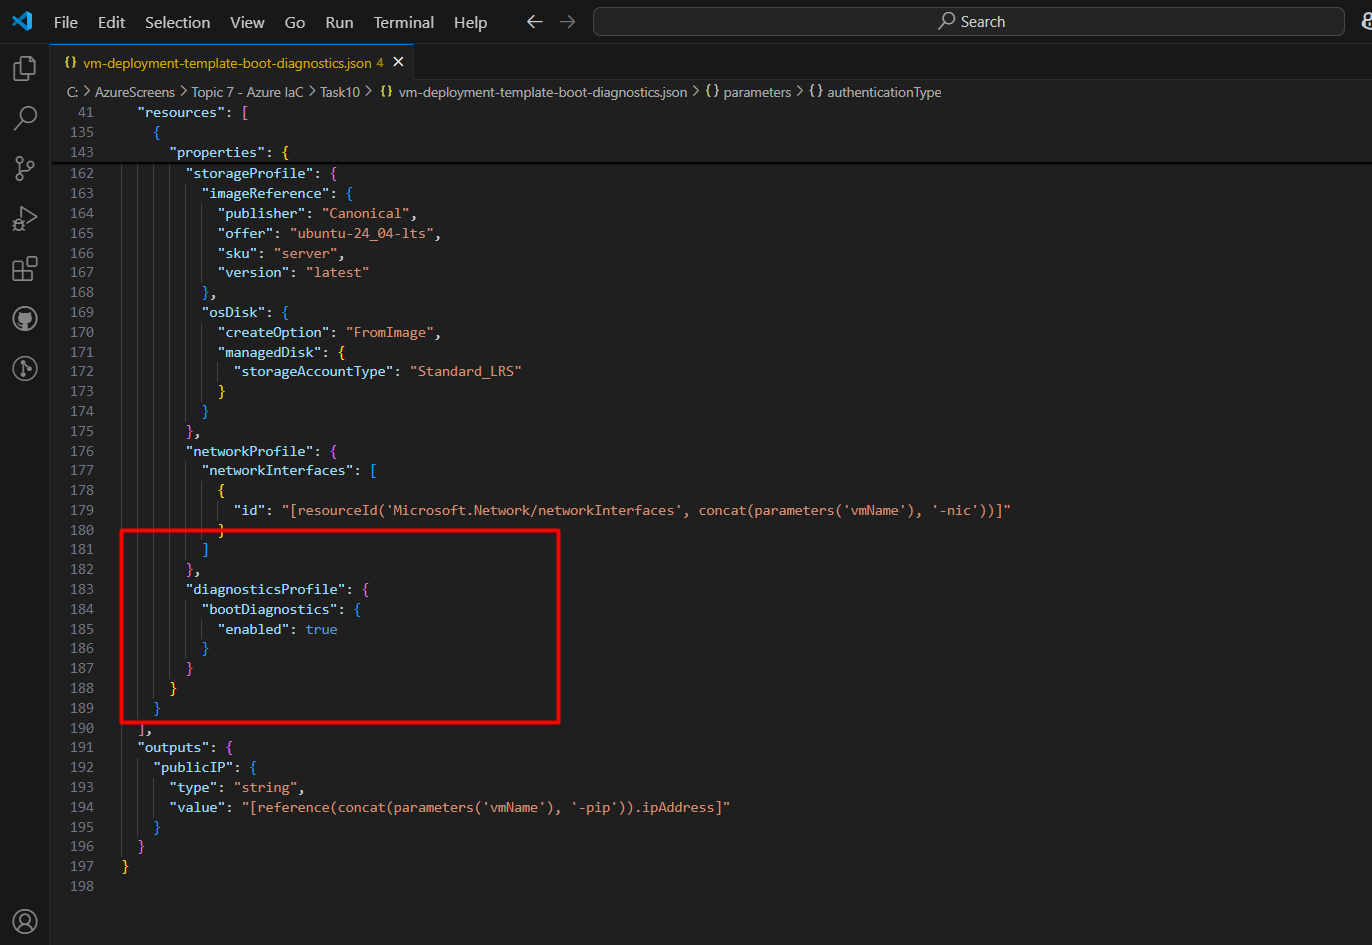 File Edit Selection View Go Run Terminal Help Search
{} vm-deployment-template-boot-diagnostics.json 4
C: > AzureScreens > Topic 7 - Azure IaC > Task10 > {} vm-deployment-template-boot-diagnostics.json > {} parameters > {} authenticationType
41 "resources": [
135 {
143 "properties": {
162 "storageProfile": {
163 "imageReference": {
164 "publisher": "Canonical",
165 "offer": "ubuntu-24_04-lts",
166 "sku": "server",
167 "version": "latest"
168 },
169 "osDisk": {
170 "createOption": "FromImage",
171 "managedDisk": {
172 "storageAccountType": "Standard_LRS"
173 }
174 }
175 },
176 "networkProfile": {
177 "networkInterfaces": [
178 {
179 "id": "[resourceId('Microsoft.Network/networkInterfaces', concat(parameters('vmName'), '-nic'))]"
180 }
181 ]
182 },
183 "diagnosticsProfile": {
184 "bootDiagnostics": {
185 "enabled": true
186 }
187 }
188 }
189 }
190 ],
191 "outputs": {
192 "publicIP": {
193 "type": "string",
194 "value": "[reference(concat(parameters('vmName'), '-pip')).ipAddress]"
195 }
196 }
197 }
198